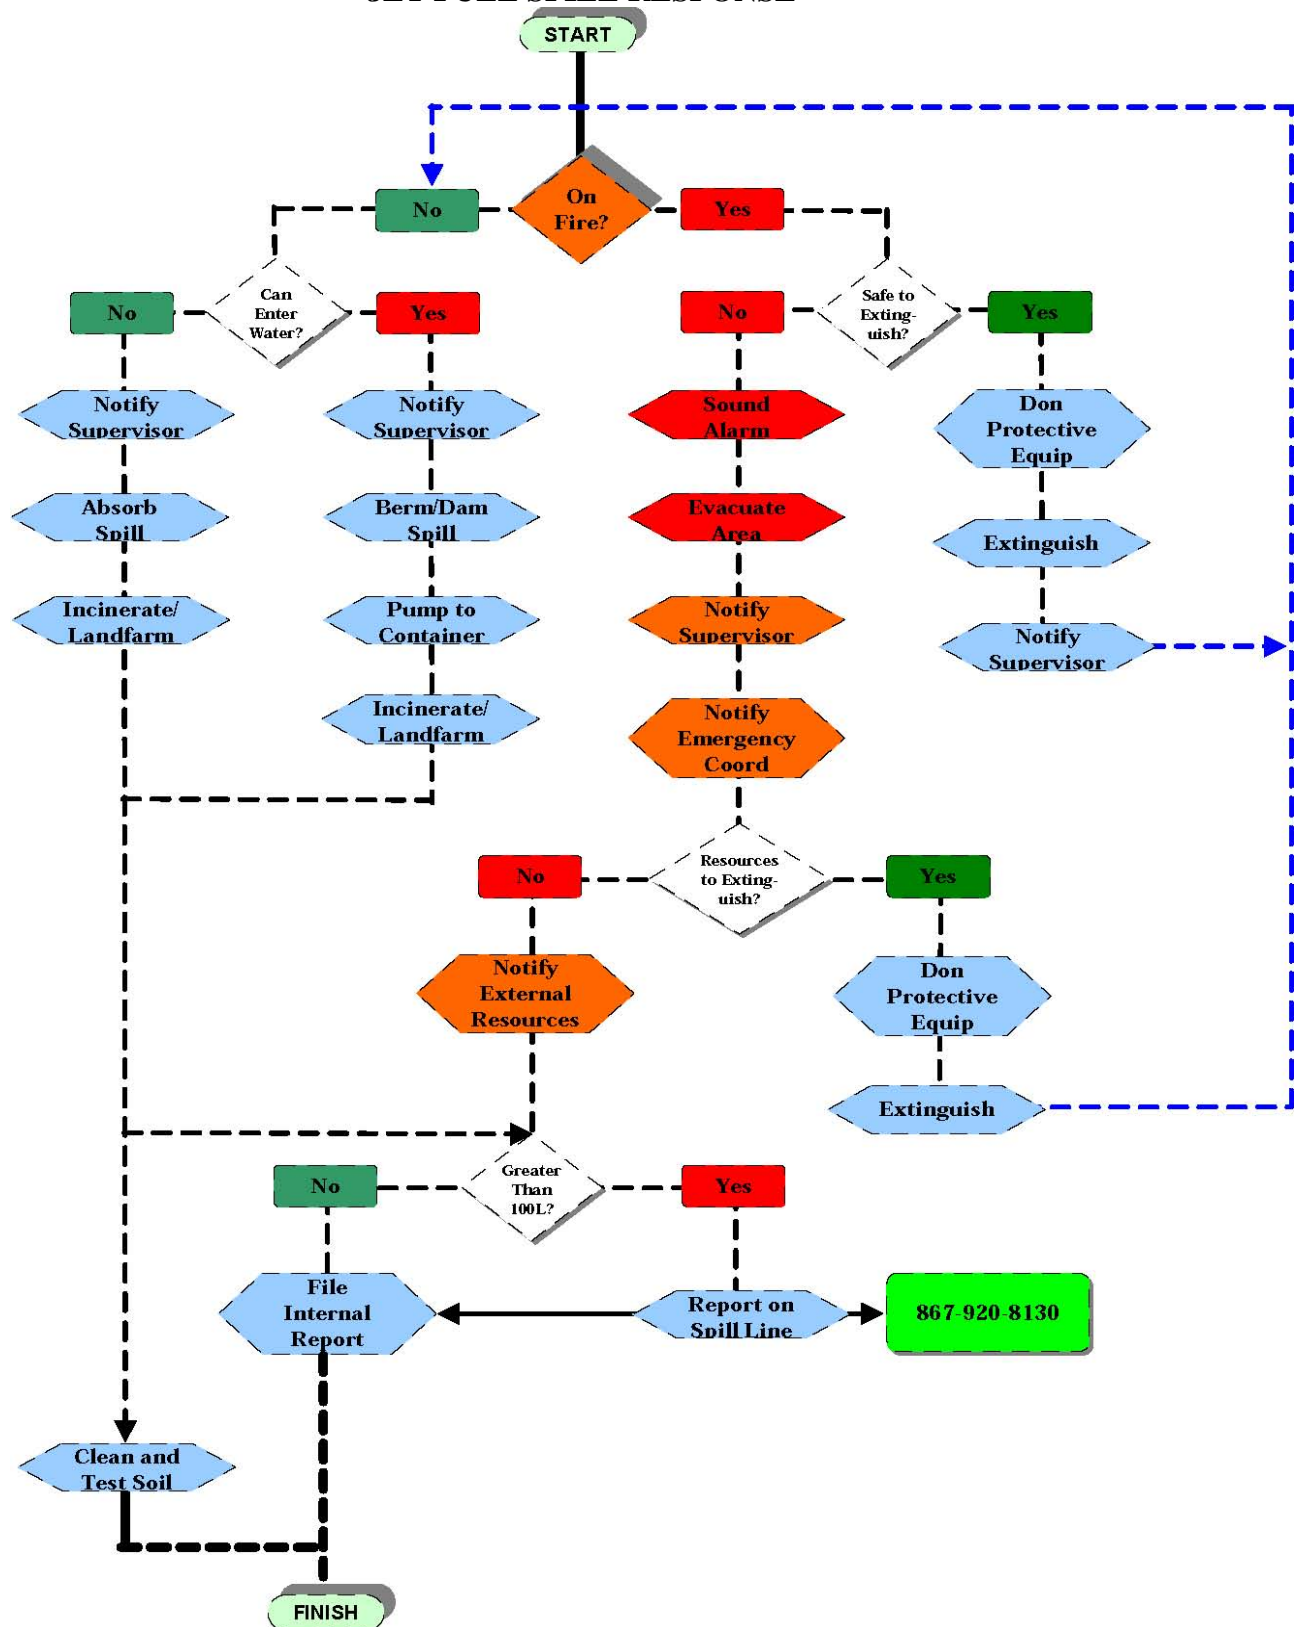 JET FUEL SPILL RESPONSE
START
On
Fire?
No
Yes
Can
Enter
Water?
No
Yes
Safe to
Exting-
uish?
No
Yes
Notify
Supervisor
Notify
Supervisor
Sound
Alarm
Don
Protective
Equip
Absorb
Spill
Berm/Dam
Spill
Evacuate
Area
Extinguish
Incinerate/
Landfarm
Pump to
Container
Notify
Supervisor
Notify
Supervisor
Incinerate/
Landfarm
Notify
Emergency
Coord
Resources
to Exting-
uish?
No
Yes
Notify
External
Resources
Don
Protective
Equip
Extinguish
Greater
Than
100L?
No
Yes
File
Internal
Report
Report on
Spill Line
867-920-8130
Clean and
Test Soil
FINISH